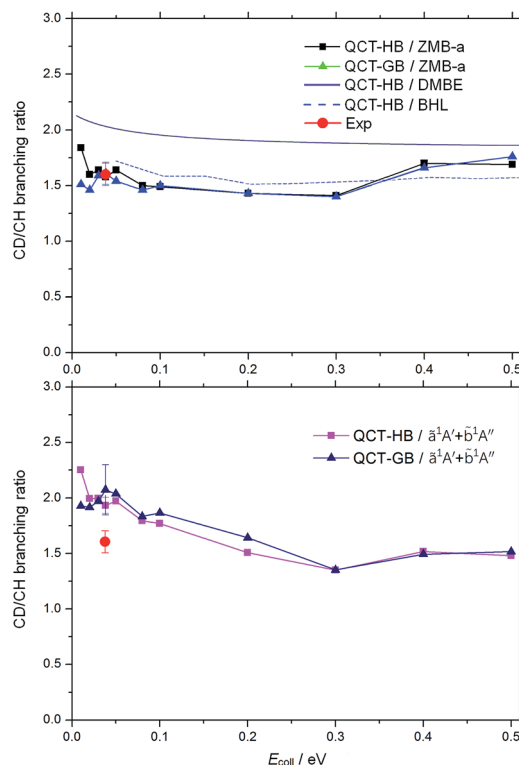 3.0
QCT-HB / ZMB-a
QCT-GB / ZMB-a
2.5
QCT-HB / DMBE
QCT-HB / BHL
Exp
2.0
1.5
1.0
0.5
0.0
CD/CH branching ratio
0.0 0.1 0.2 0.3 0.4 0.5
3.0
2.5
QCT-HB / ã¹A′+b̃¹A″
QCT-GB / ã¹A′+b̃¹A″
2.0
1.5
1.0
0.5
0.0
CD/CH branching ratio
0.0 0.1 0.2 0.3 0.4 0.5
E_coll / eV